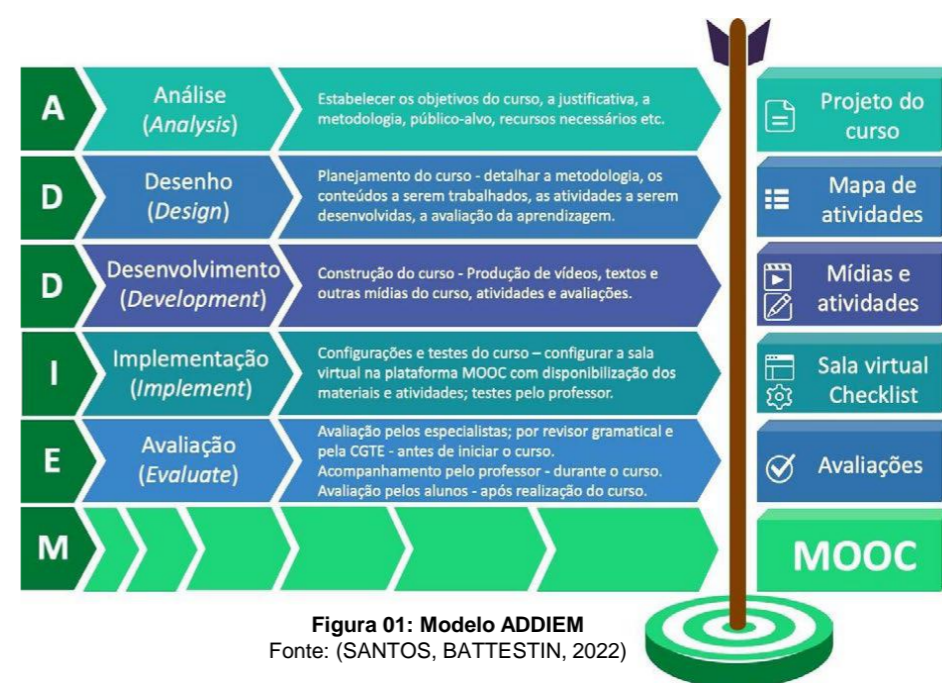 A
Análise
(Analysis)
Estabelecer os objetivos do curso, a justificativa, a
metodologia, público-alvo, recursos necessários etc.
Projeto do
curso
D
Desenho
(Design)
Planejamento do curso - detalhar a metodologia, os
conteúdos a serem trabalhados, as atividades a serem
desenvolvidas, a avaliação da aprendizagem.
Mapa de
atividades
D
Desenvolvimento
(Development)
Construção do curso - Produção de vídeos, textos e
outras mídias do curso, atividades e avaliações.
Mídias e
atividades
I
Implementação
(Implement)
Configurações e testes do curso – configurar a sala
virtual na plataforma MOOC com disponibilização dos
materiais e atividades; testes pelo professor.
Sala virtual
Checklist
E
Avaliação
(Evaluate)
Avaliação pelos especialistas; por revisor gramatical e
pela CGTE - antes de iniciar o curso.
Acompanhamento pelo professor - durante o curso.
Avaliação pelos alunos - após realização do curso.
Avaliações
M
MOOC
Figura 01: Modelo ADDIEM
Fonte: (SANTOS, BATTESTIN, 2022)